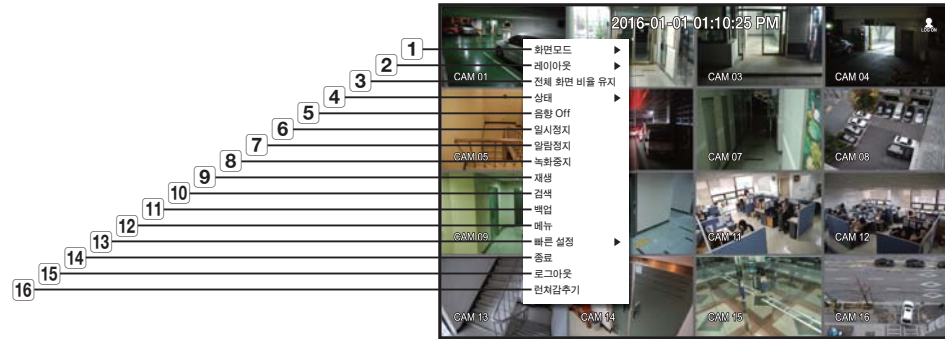 2016-01-01 01:10:25 PM
LOG ON
1 화면모드
2 레이아웃
CAM 01
CAM 03
CAM 04
3 전체 화면 비율 유지
4 상태
5 음향 Off
6 일시정지
7 알람정지
CAM 05
CAM 07
CAM 08
8 녹화중지
9 재생
10 검색
11 백업
12 메뉴
CAM 09
CAM 11
CAM 12
13 빠른 설정
14 종료
15 로그아웃
16 런쳐감추기
CAM 13
CAM 14
CAM 15
CAM 16